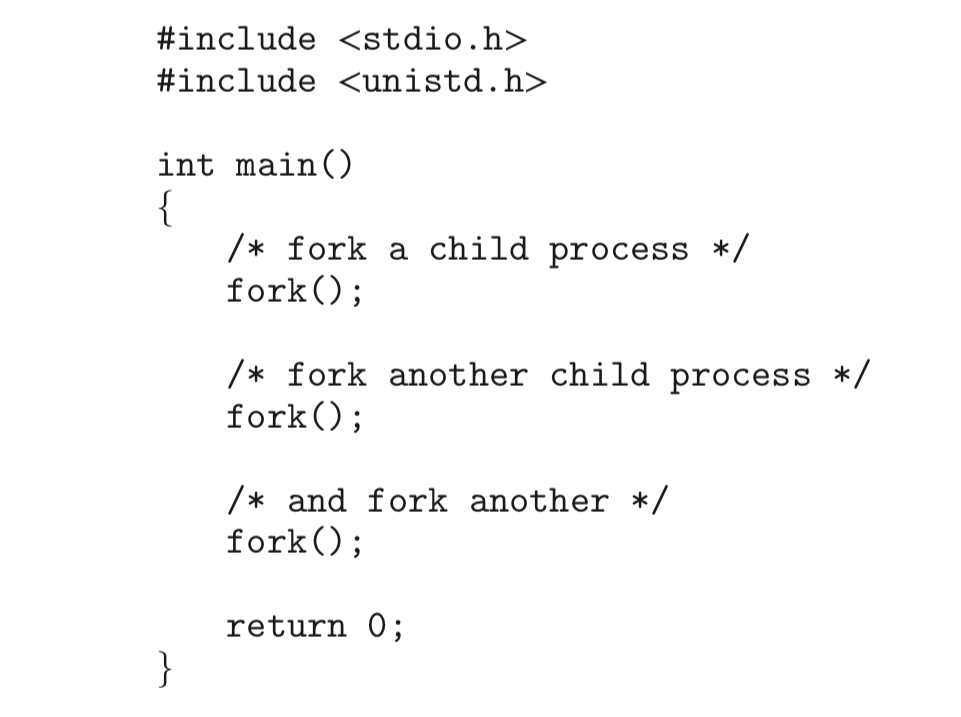 #include <stdio.h>
#include <unistd.h>
int main()
{
/* fork a child process */
fork();
/* fork another child process */
fork();
/* and fork another */
fork();
return 0;
}